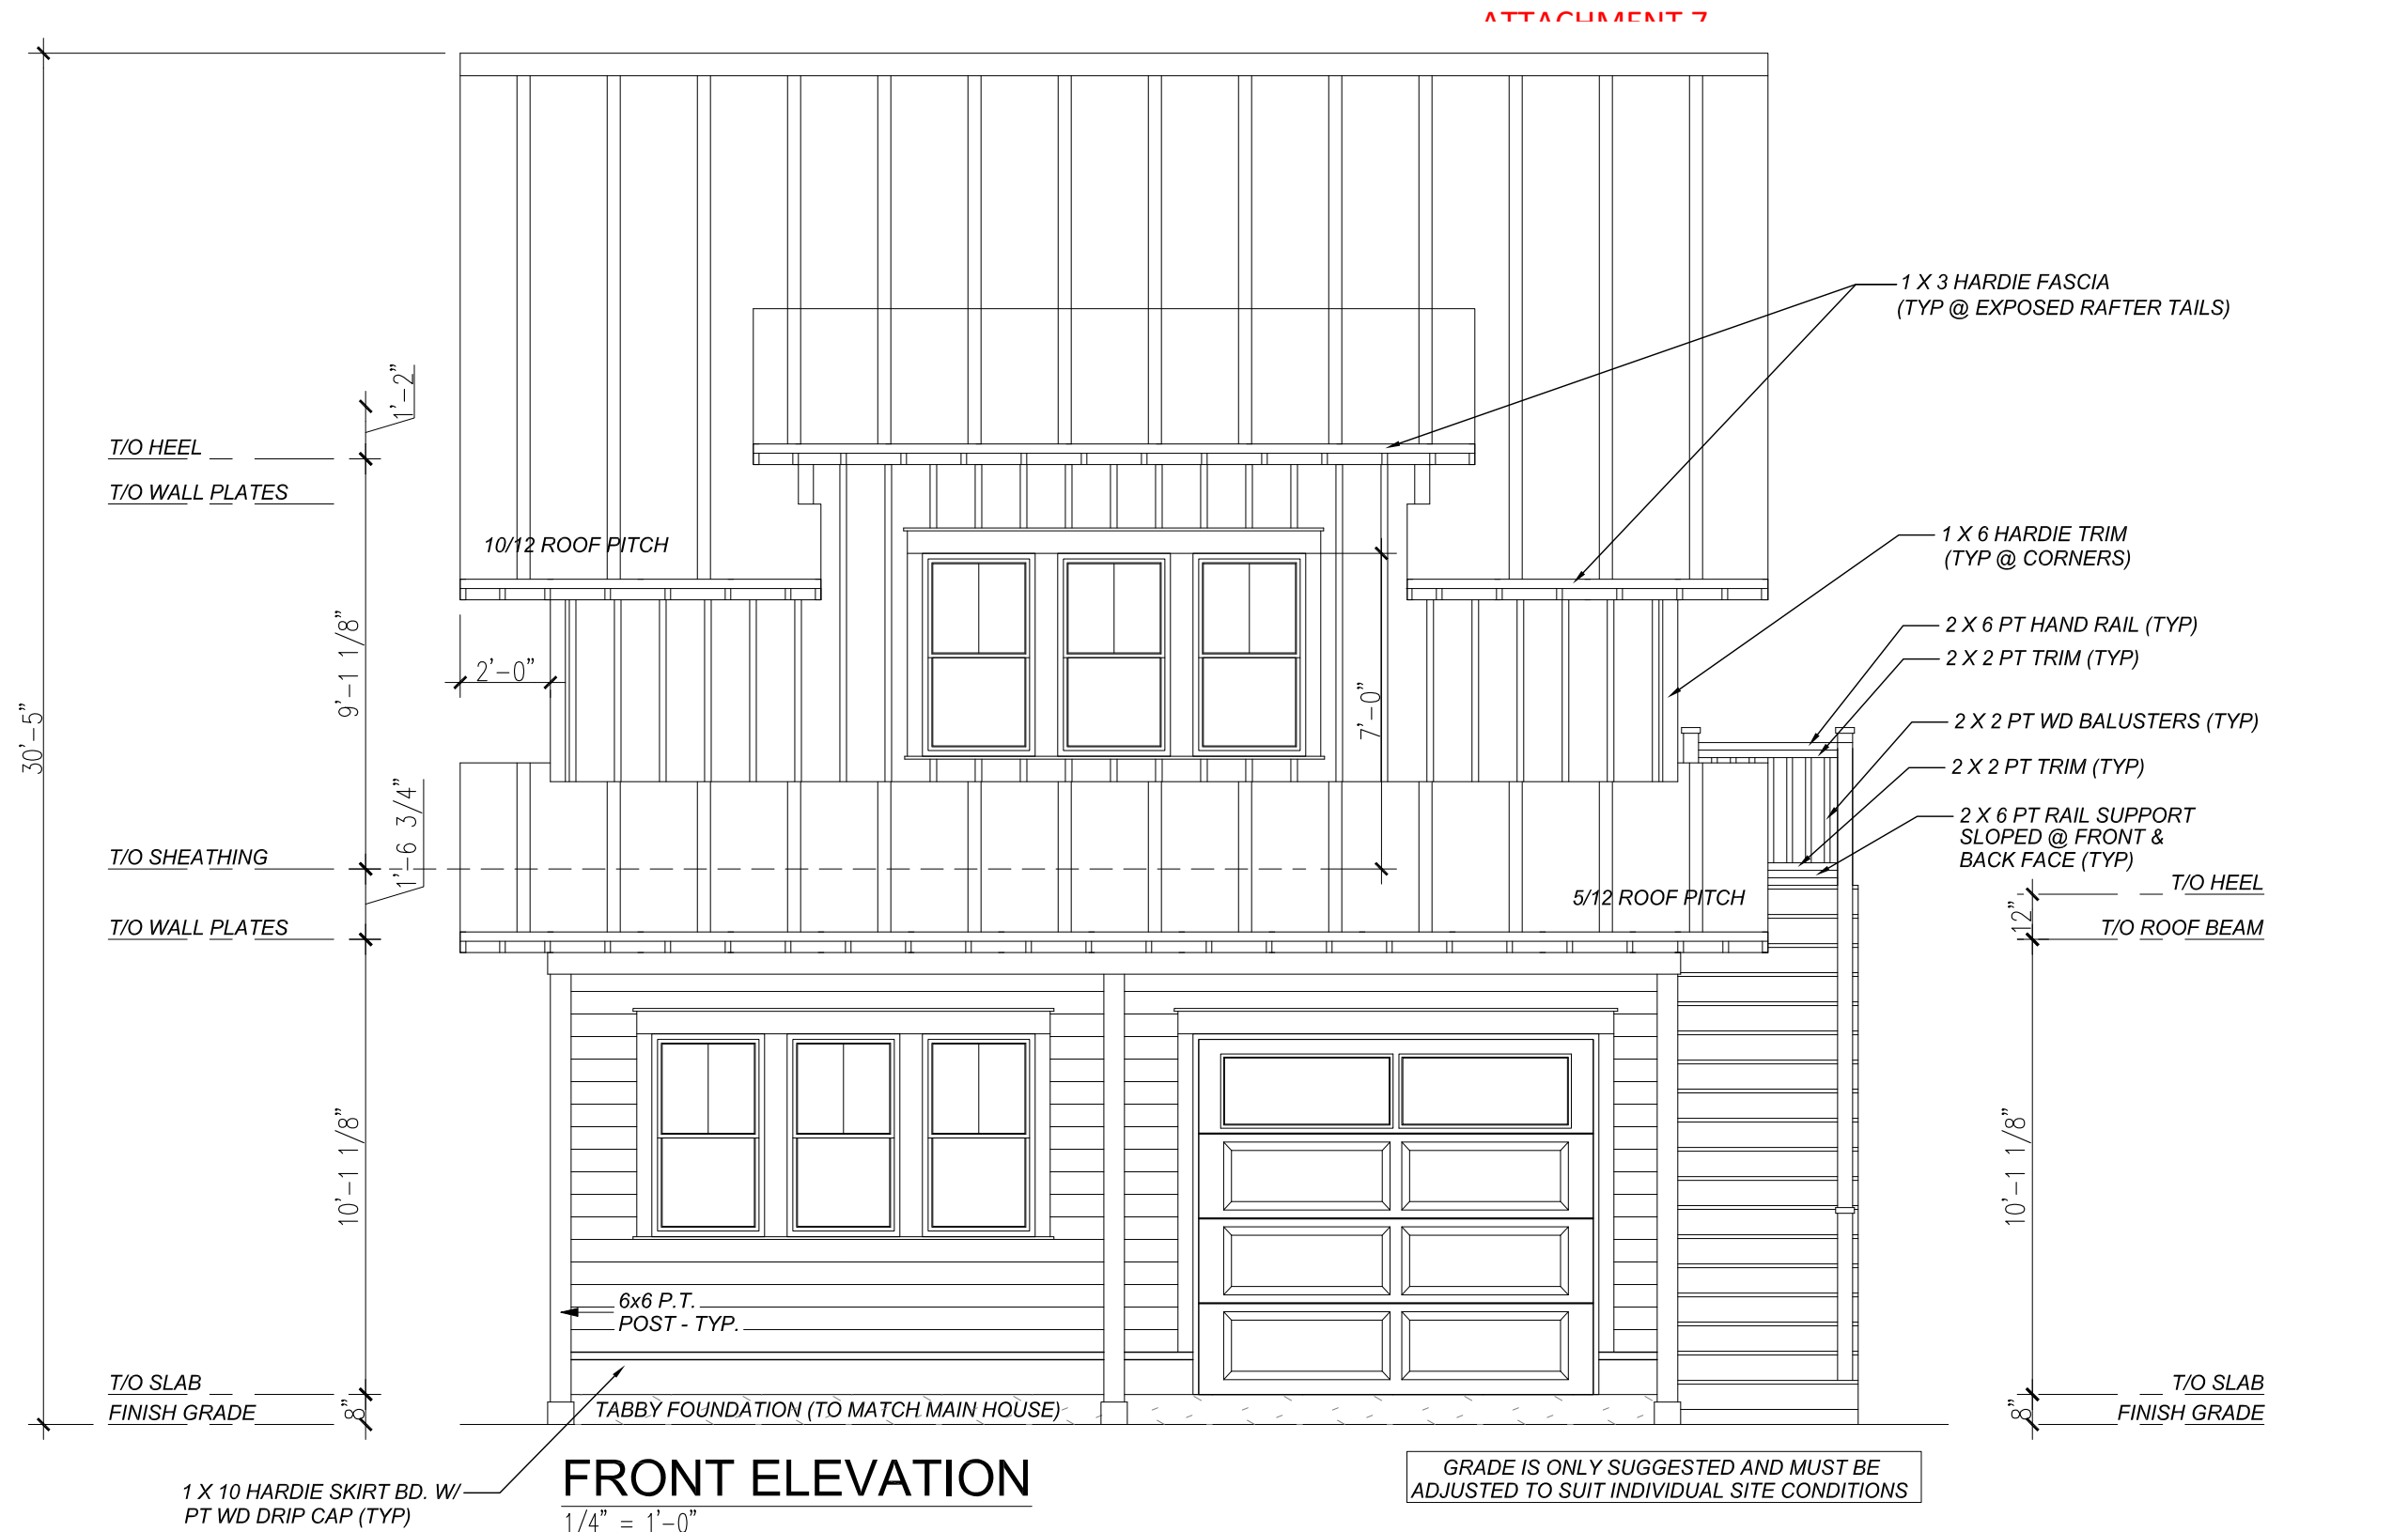 ATTACHMENT 7
1 X 3 HARDIE FASCIA
(TYP @ EXPOSED RAFTER TAILS)
1'-2"
T/O HEEL
T/O WALL PLATES
10/12 ROOF PITCH
1 X 6 HARDIE TRIM
(TYP @ CORNERS)
9'-1 1/8"
2'-0"
30'-5"
7'-0"
2 X 6 PT HAND RAIL (TYP)
2 X 2 PT TRIM (TYP)
2 X 2 PT WD BALUSTERS (TYP)
2 X 2 PT TRIM (TYP)
2 X 6 PT RAIL SUPPORT
SLOPED @ FRONT &
BACK FACE (TYP)
1'-6 3/4"
T/O SHEATHING
5/12 ROOF PITCH
T/O HEEL
12"
T/O WALL PLATES
T/O ROOF BEAM
10'-1 1/8"
10'-1 1/8"
6x6 P.T.
POST - TYP.
T/O SLAB
FINISH GRADE
8"
TABBY FOUNDATION (TO MATCH MAIN HOUSE)
8"
T/O SLAB
FINISH GRADE
1 X 10 HARDIE SKIRT BD. W/
PT WD DRIP CAP (TYP)
FRONT ELEVATION
1/4" = 1'-0"
GRADE IS ONLY SUGGESTED AND MUST BE
ADJUSTED TO SUIT INDIVIDUAL SITE CONDITIONS